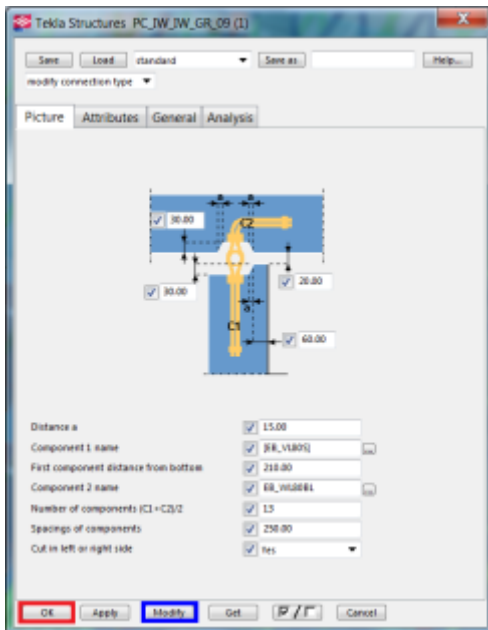 Tekla Structures PC_IW_IW_GR_09 (1)
Save Load standard Save as Help...
modify connection type
Picture Attributes General Analysis
a a
30.00 C2
30.00 20.00
a
C1 60.00
Distance a 15.00
Component 1 name
First component distance from bottom 210.00
Component 2 name EB_WL80BL
Number of components (C1+C2)/2 13
Spacings of components 250.00
Cut in left or right side Yes
OK Apply Modify Get Cancel